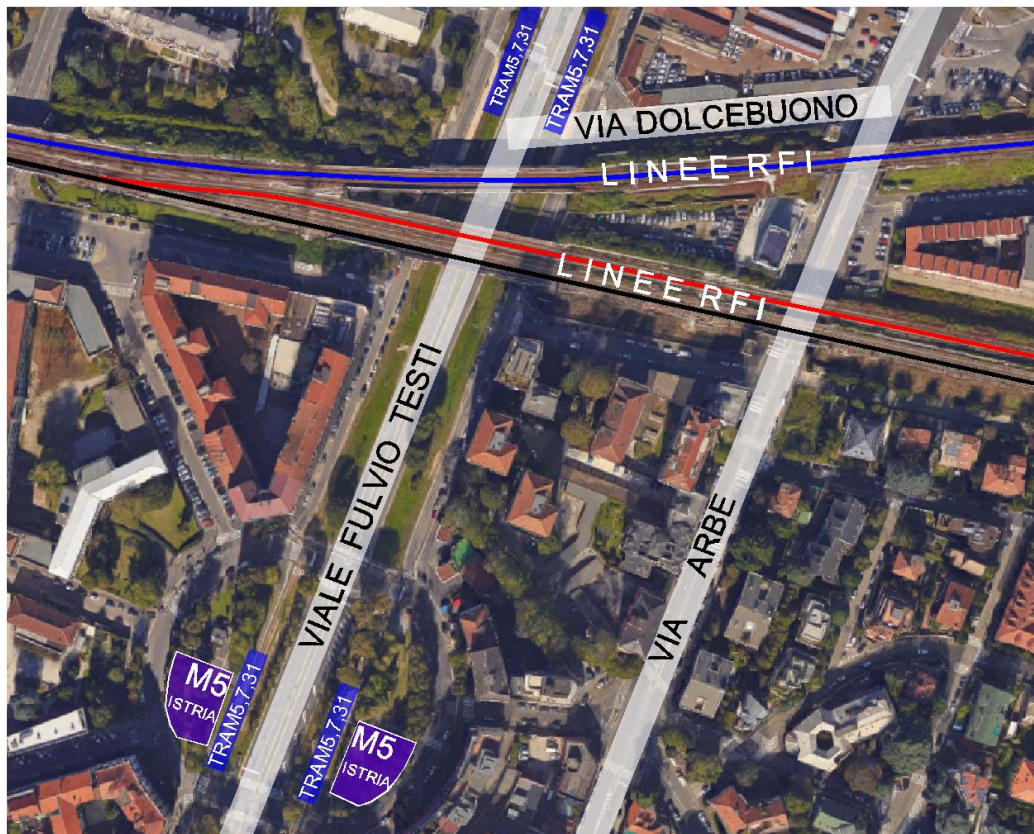 TRAM5,7,31
TRAM5,7,31
VIA DOLCEBUONO
LINEE RFI
LINEE RFI
VIALE FULVIO TESTI
VIA ARBE
M5
ISTRIA
TRAM5,7,31
TRAM5,7,31
M5
ISTRIA